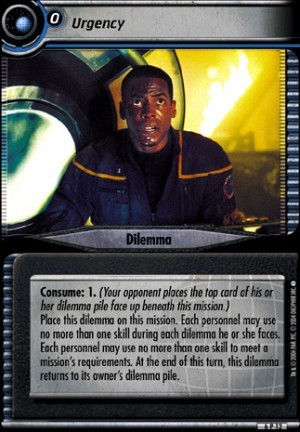 0 Urgency
Dilemma
Consume: 1. (Your opponent places the top card of his or
her dilemma pile face up beneath this mission.)
Place this dilemma on this mission. Each personnel may use
no more than one skill during each dilemma he or she faces.
Each personnel may use no more than one skill to meet a
mission's requirements. At the end of this turn, this dilemma
returns to its owner's dilemma pile.